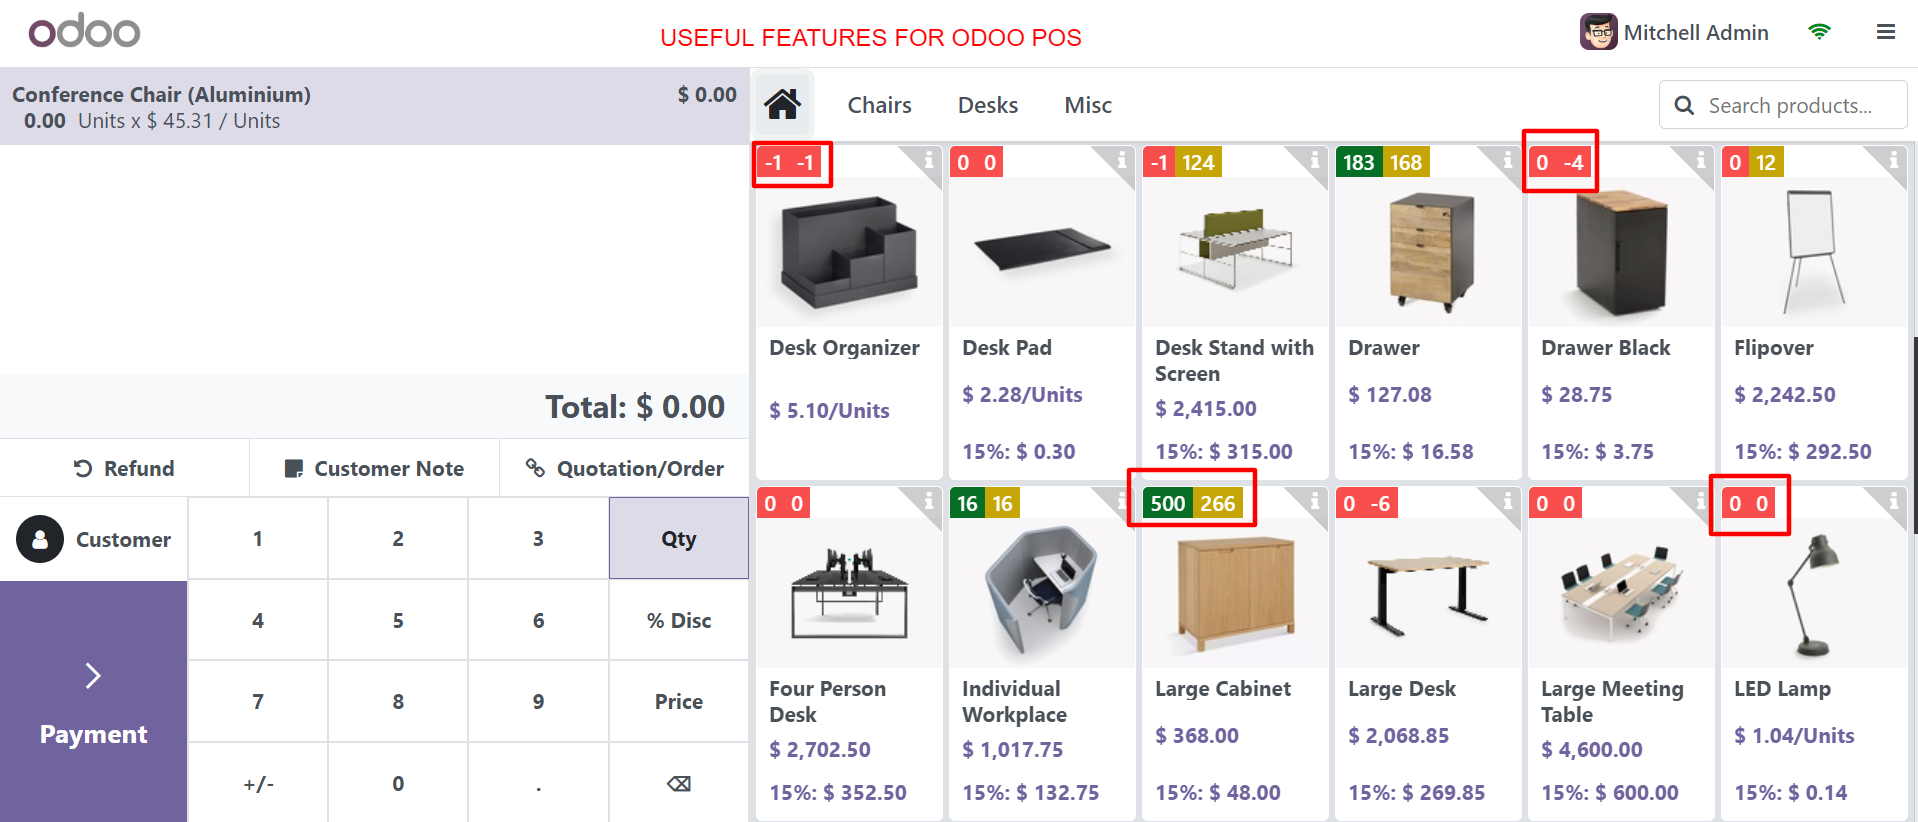 odoo
USEFUL FEATURES FOR ODOO POS
Mitchell Admin
Conference Chair (Aluminium) $ 0.00
0.00 Units x $ 45.31 / Units
Total: $ 0.00
Refund Customer Note Quotation/Order
Customer 1 2 3 Qty
4 5 6 % Disc
7 8 9 Price
Payment
+/- 0 .
Chairs Desks Misc Search products...
-1 -1 i 0 0 i -1 124 i 183 168 i 0 -4 i 0 12 i
Desk Organizer
$ 5.10/Units
Desk Pad
$ 2.28/Units
15%: $ 0.30
Desk Stand with
Screen
$ 2,415.00
15%: $ 315.00
Drawer
$ 127.08
15%: $ 16.58
Drawer Black
$ 28.75
15%: $ 3.75
Flipover
$ 2,242.50
15%: $ 292.50
0 0 i 16 16 i 500 266 i 0 -6 i 0 0 i 0 0 i
Four Person
Desk
$ 2,702.50
15%: $ 352.50
Individual
Workplace
$ 1,017.75
15%: $ 132.75
Large Cabinet
$ 368.00
15%: $ 48.00
Large Desk
$ 2,068.85
15%: $ 269.85
Large Meeting
Table
$ 4,600.00
15%: $ 600.00
LED Lamp
$ 1.04/Units
15%: $ 0.14